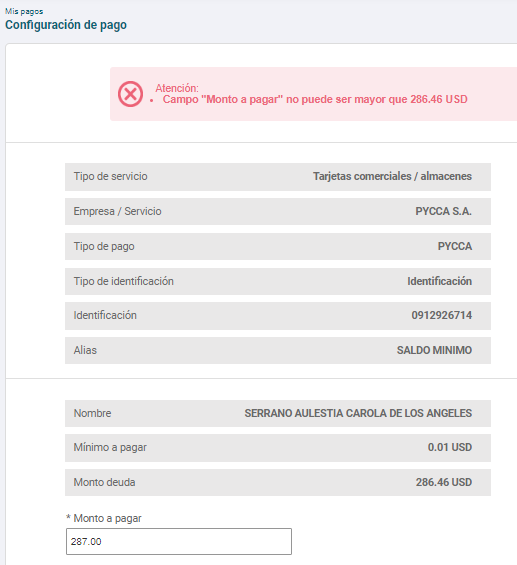 Mis pagos
Configuración de pago
Atención:
• Campo "Monto a pagar" no puede ser mayor que 286.46 USD
Tipo de servicio Tarjetas comerciales / almacenes
Empresa / Servicio PYCCA S.A.
Tipo de pago PYCCA
Tipo de identificación Identificación
Identificación 0912926714
Alias SALDO MINIMO
Nombre SERRANO AULESTIA CAROLA DE LOS ANGELES
Mínimo a pagar 0.01 USD
Monto deuda 286.46 USD
* Monto a pagar
287.00